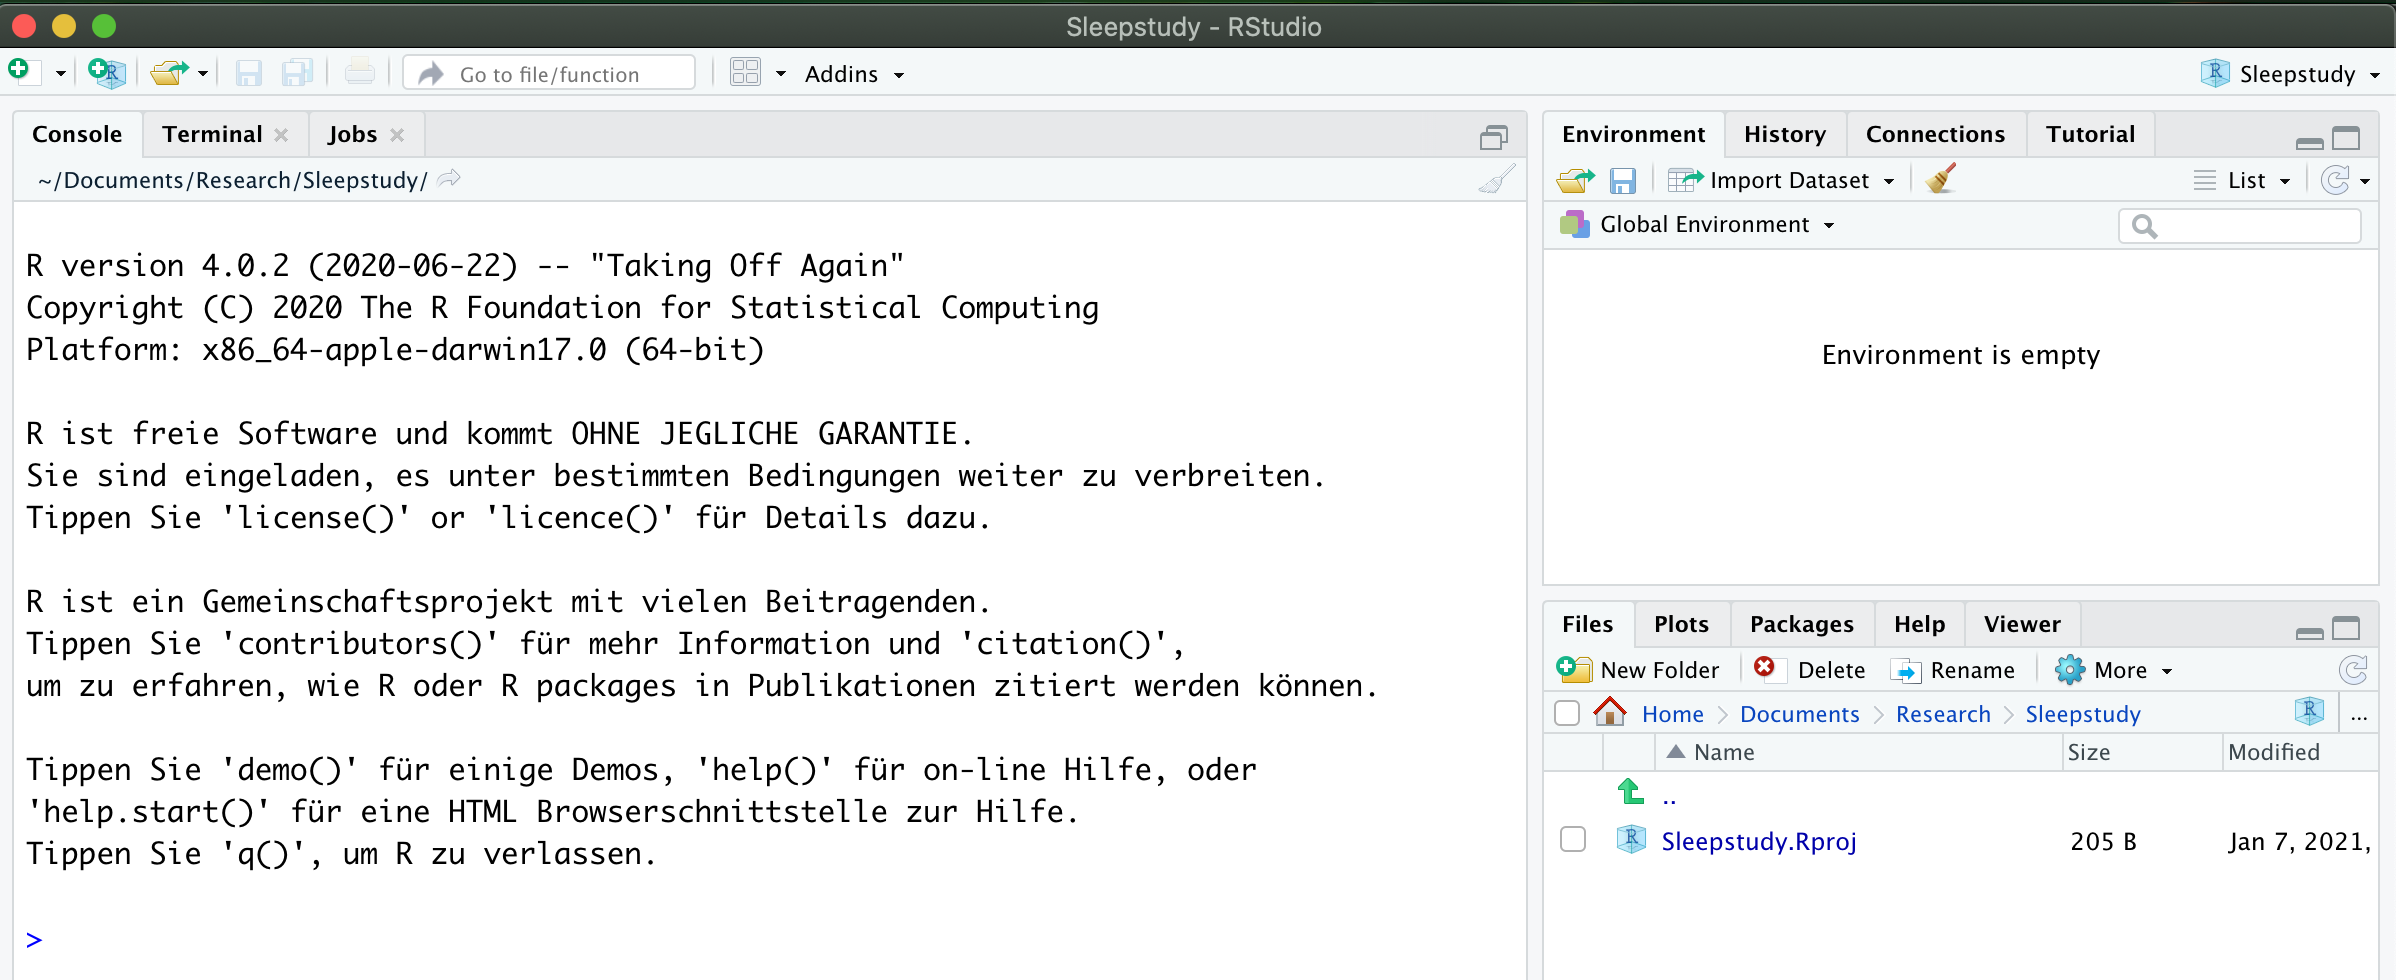 Sleepstudy - RStudio
Go to file/function
Addins
Sleepstudy
Console Terminal Jobs
~/Documents/Research/Sleepstudy/
R version 4.0.2 (2020-06-22) -- "Taking Off Again"
Copyright (C) 2020 The R Foundation for Statistical Computing
Platform: x86_64-apple-darwin17.0 (64-bit)
R ist freie Software und kommt OHNE JEGLICHE GARANTIE.
Sie sind eingeladen, es unter bestimmten Bedingungen weiter zu verbreiten.
Tippen Sie 'license()' or 'licence()' für Details dazu.
R ist ein Gemeinschaftsprojekt mit vielen Beitragenden.
Tippen Sie 'contributors()' für mehr Information und 'citation()',
um zu erfahren, wie R oder R packages in Publikationen zitiert werden können.
Tippen Sie 'demo()' für einige Demos, 'help()' für on-line Hilfe, oder
'help.start()' für eine HTML Browserschnittstelle zur Hilfe.
Tippen Sie 'q()', um R zu verlassen.
>
Environment History Connections Tutorial
Import Dataset List
Global Environment
Environment is empty
Files Plots Packages Help Viewer
New Folder Delete Rename More
Home Documents Research Sleepstudy ...
Name Size Modified
..
Sleepstudy.Rproj 205 B Jan 7, 2021,